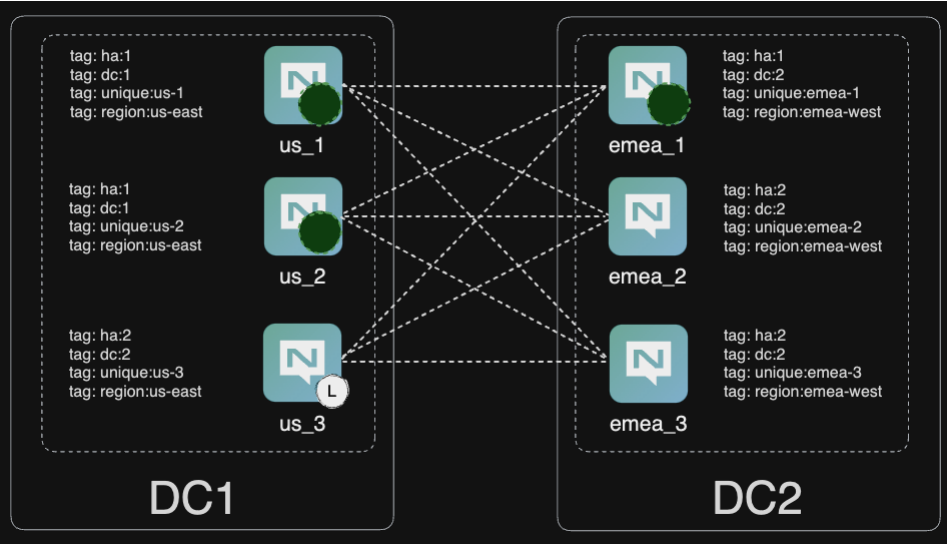 tag: ha:1
tag: dc:1
tag: unique:us-1
tag: region:us-east
N
us_1
tag: ha:1
tag: dc:1
tag: unique:us-2
tag: region:us-east
N
us_2
tag: ha:2
tag: dc:2
tag: unique:us-3
tag: region:us-east
N
L
us_3
DC1
N
emea_1
tag: ha:1
tag: dc:2
tag: unique:emea-1
tag: region:emea-west
N
emea_2
tag: ha:2
tag: dc:2
tag: unique:emea-2
tag: region:emea-west
N
emea_3
tag: ha:2
tag: dc:2
tag: unique:emea-3
tag: region:emea-west
DC2